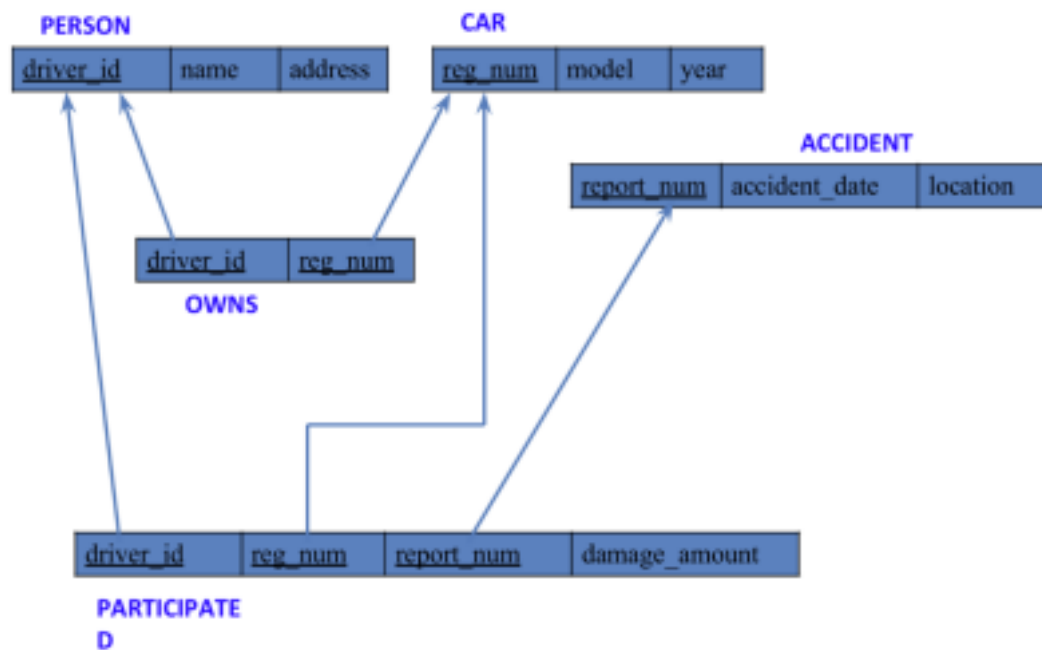 PERSON
CAR
driver_id name address
reg_num model year
ACCIDENT
report_num accident_date location
driver_id reg_num
OWNS
driver_id reg_num report_num damage_amount
PARTICIPATE
D